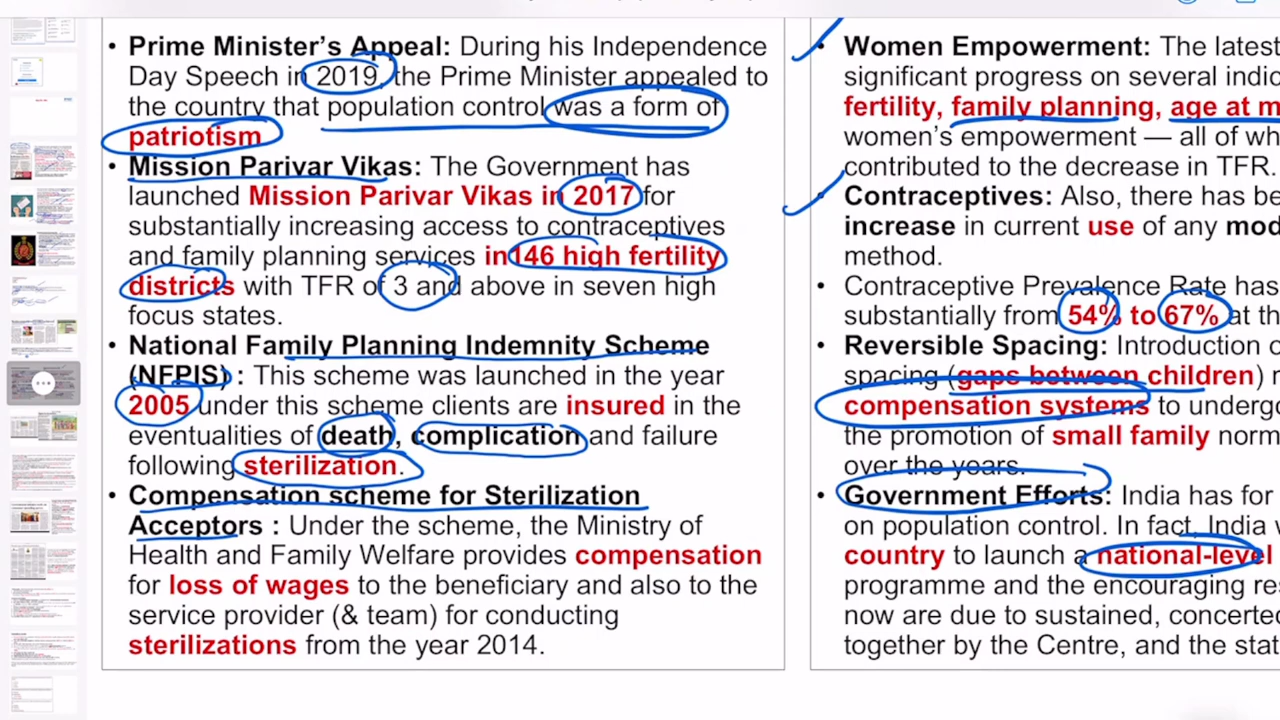 • Prime Minister's Appeal: During his Independence
Day Speech in 2019, the Prime Minister appealed to
the country that population control was a form of
patriotism
• Mission Parivar Vikas: The Government has
launched Mission Parivar Vikas in 2017 for
substantially increasing access to contraceptives
and family planning services in 146 high fertility
districts with TFR of 3 and above in seven high
focus states.
• National Family Planning Indemnity Scheme
(NFPIS) : This scheme was launched in the year
2005 under this scheme clients are insured in the
eventualities of death, complication and failure
following sterilization.
• Compensation scheme for Sterilization
Acceptors : Under the scheme, the Ministry of
Health and Family Welfare provides compensation
for loss of wages to the beneficiary and also to the
service provider (& team) for conducting
sterilizations from the year 2014.
• Women Empowerment: The latest
significant progress on several indic
fertility, family planning, age at m
women's empowerment — all of wh
contributed to the decrease in TFR.
• Contraceptives: Also, there has be
increase in current use of any mod
method.
• Contraceptive Prevalence Rate has
substantially from 54% to 67% at th
• Reversible Spacing: Introduction o
spacing (gaps between children)
compensation systems to underg
the promotion of small family norm
over the years.
• Government Efforts: India has for
on population control. In fact, India w
country to launch a national-level
programme and the encouraging res
now are due to sustained, concerted
together by the Centre, and the stat